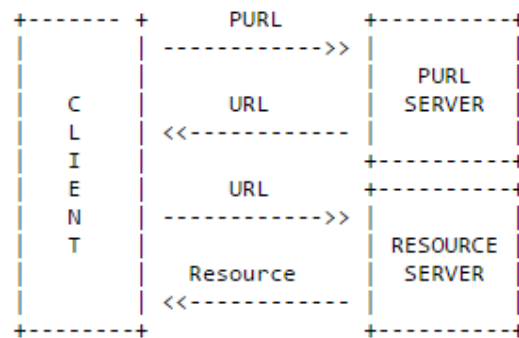 PURL
PURL
SERVER
URL
URL
RESOURCE
SERVER
Resource
C
L
I
E
N
T